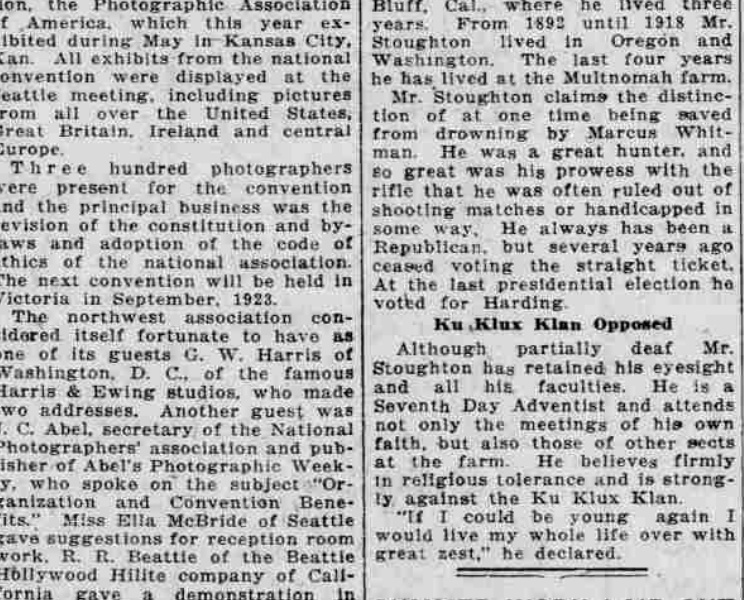 ion, the Photographic Association
of America, which this year ex-
ibited during May in Kansas City,
Kan. All exhibits from the national
onvention were displayed at the
eattle meeting, including pictures
rom all over the United States,
Great Britain, Ireland and central
Europe.
Three hundred photographers
vere present for the convention
and the principal business was the
evision of the constitution and by-
aws and adoption of the code of
thics of the national association.
The next convention will be held in
Victoria in September, 1923.
The northwest association con-
idered itself fortunate to have as
one of its guests G. W. Harris of
Washington, D. C., of the famous
Harris & Ewing studios, who made
wo addresses. Another guest was
J. C. Abel, secretary of the National
Photographers' association and pub-
isher of Abel's Photographic Week-
y, who spoke on the subject "Or-
ganization and Convention Bene-
fits." Miss Ella McBride of Seattle
gave suggestions for reception room
work. R. R. Beattie of the Beattie
Hollywood Hilite company of Cali-
fornia gave a demonstration in
Bluff, Cal., where he lived three
years. From 1892 until 1918 Mr.
Stoughton lived in Oregon and
Washington. The last four years
he has lived at the Multnomah farm.
Mr. Stoughton claims the distinc-
tion of at one time being saved
from drowning by Marcus Whit-
man. He was a great hunter, and
so great was his prowess with the
rifle that he was often ruled out of
shooting matches or handicapped in
some way. He always has been a
Republican, but several years ago
ceased voting the straight ticket.
At the last presidential election he
voted for Harding.
Ku Klux Klan Opposed
Although partially deaf Mr.
Stoughton has retained his eyesight
and all his faculties. He is a
Seventh Day Adventist and attends
not only the meetings of his own
faith, but also those of other sects
at the farm. He believes firmly
in religious tolerance and is strong-
ly against the Ku Klux Klan.
"If I could be young again I
would live my whole life over with
great zest," he declared.